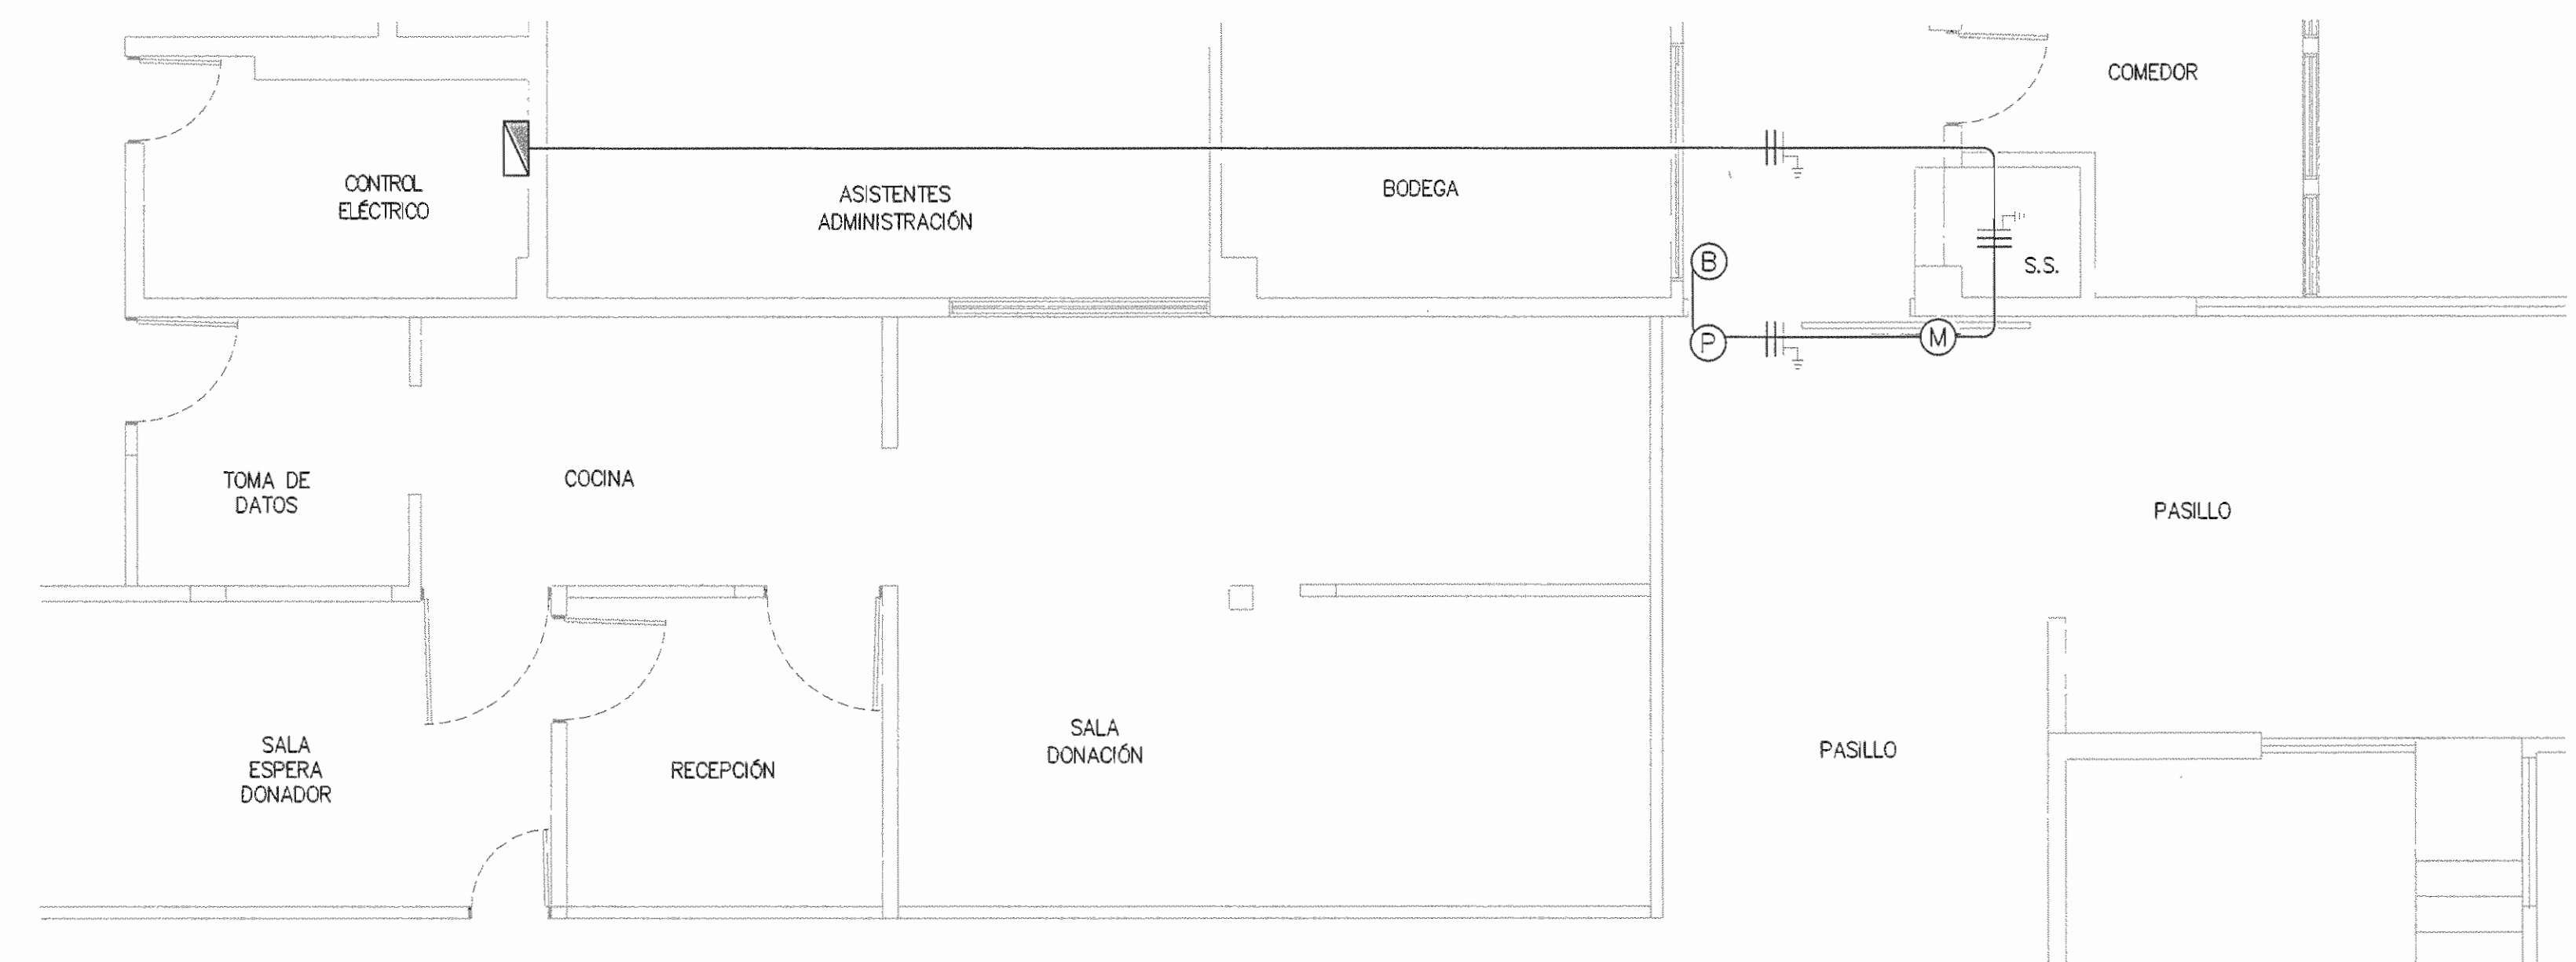 COMEDOR
CONTROL
ELÉCTRICO
ASISTENTES
ADMINISTRACIÓN
BODEGA
B
S.S.
P
M
TOMA DE
DATOS
COCINA
PASILLO
SALA
ESPERA
DONADOR
RECEPCIÓN
SALA
DONACIÓN
PASILLO